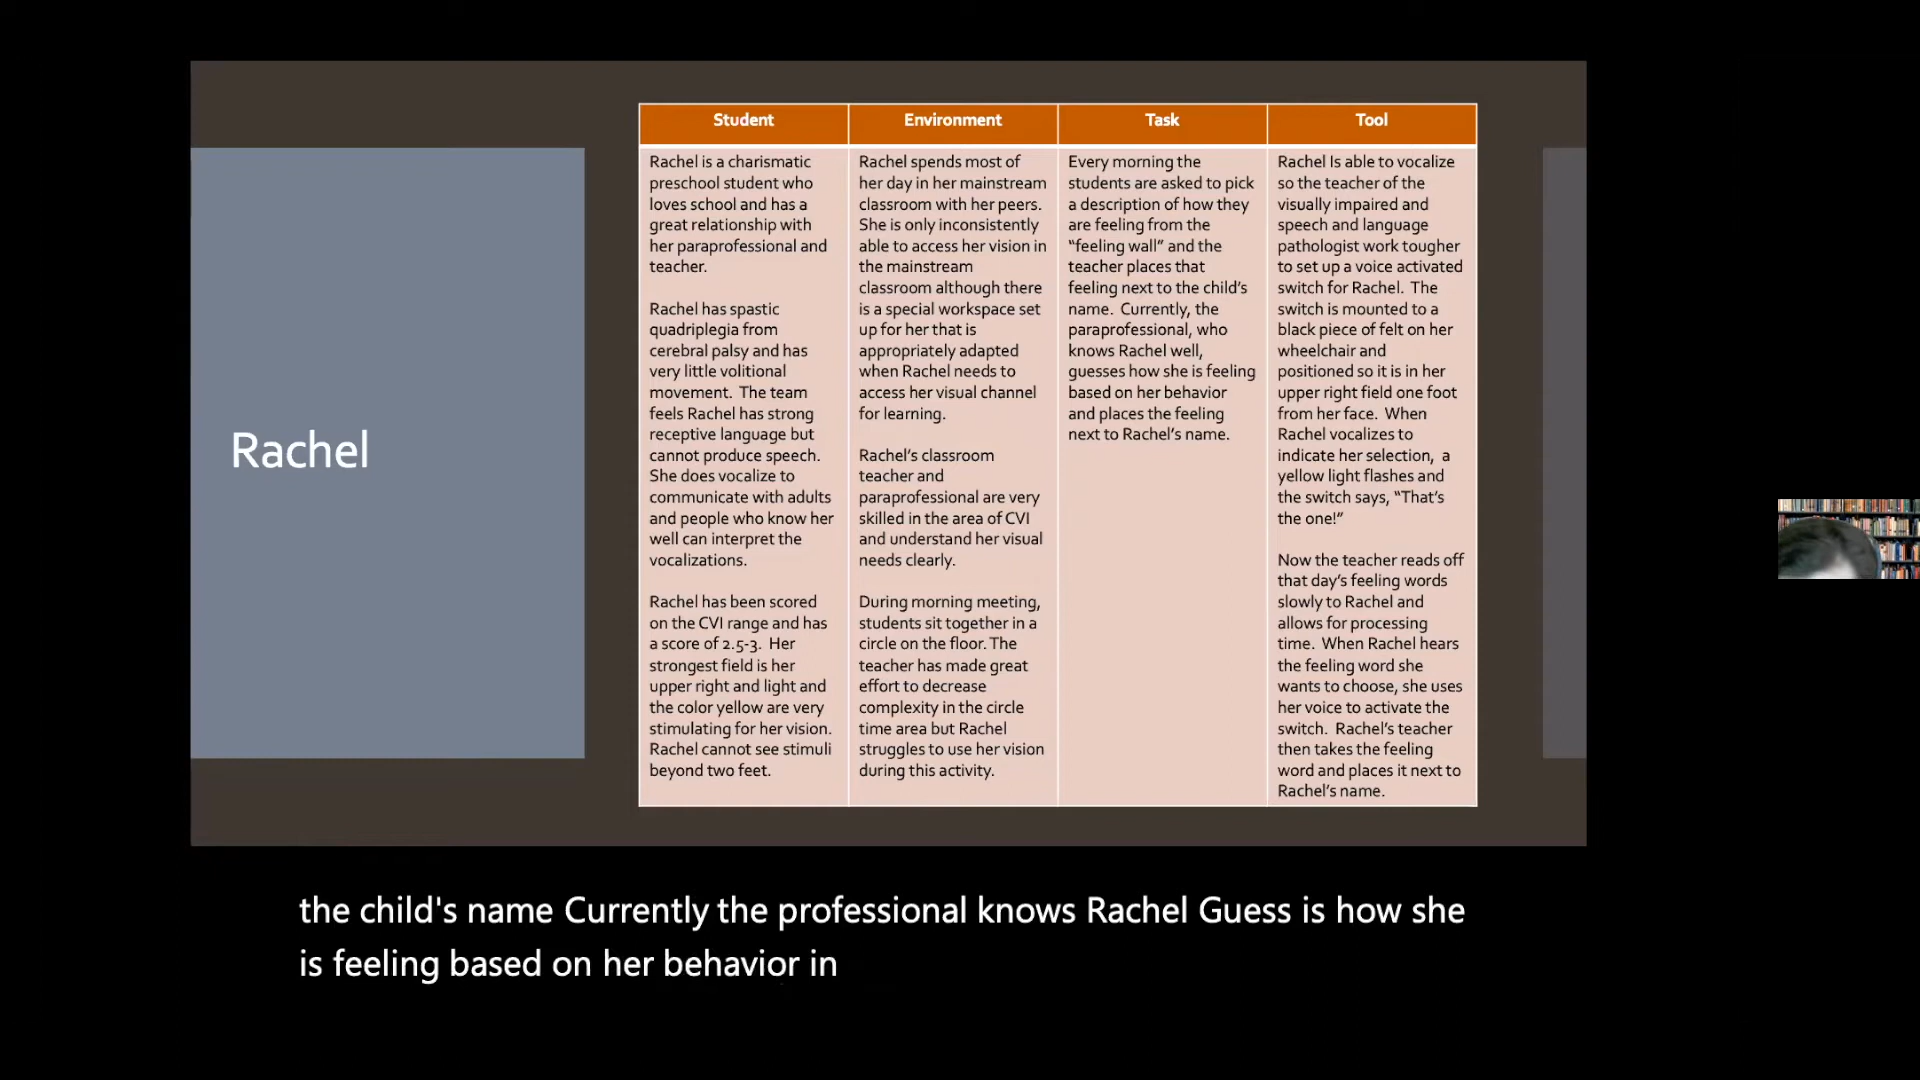 Rachel
Student
Rachel is a charismatic
preschool student who
loves school and has a
great relationship with
her paraprofessional and
teacher.
Rachel has spastic
quadriplegia from
cerebral palsy and has
very little volitional
movement. The team
feels Rachel has strong
receptive language but
cannot produce speech.
She does vocalize to
communicate with adults
and people who know her
well can interpret the
vocalizations.
Rachel has been scored
on the CVI range and has
a score of 2.5-3. Her
strongest field is her
upper right and light and
the color yellow are very
stimulating for her vision.
Rachel cannot see stimuli
beyond two feet.
Environment
Rachel spends most of
her day in her mainstream
classroom with her peers.
She is only inconsistently
able to access her vision in
the mainstream
classroom although there
is a special workspace set
up for her that is
appropriately adapted
when Rachel needs to
access her visual channel
for learning.
Rachel's classroom
teacher and
paraprofessional are very
skilled in the area of CVI
and understand her visual
needs clearly.
During morning meeting,
students sit together in a
circle on the floor. The
teacher has made great
effort to decrease
complexity in the circle
time area but Rachel
struggles to use her vision
during this activity.
Task
Every morning the
students are asked to pick
a description of how they
are feeling from the
“feeling wall” and the
teacher places that
feeling next to the child's
name. Currently, the
paraprofessional, who
knows Rachel well,
guesses how she is feeling
based on her behavior
and places the feeling
next to Rachel's name.
Tool
Rachel Is able to vocalize
so the teacher of the
visually impaired and
speech and language
pathologist work tougher
to set up a voice activated
switch for Rachel. The
switch is mounted to a
black piece of felt on her
wheelchair and
positioned so it is in her
upper right field one foot
from her face. When
Rachel vocalizes to
indicate her selection, a
yellow light flashes and
the switch says, “That's
the one!”
Now the teacher reads off
that day's feeling words
slowly to Rachel and
allows for processing
time. When Rachel hears
the feeling word she
wants to choose, she uses
her voice to activate the
switch. Rachel's teacher
then takes the feeling
word and places it next to
Rachel's name.
the child's name Currently the professional knows Rachel Guess is how she
is feeling based on her behavior in